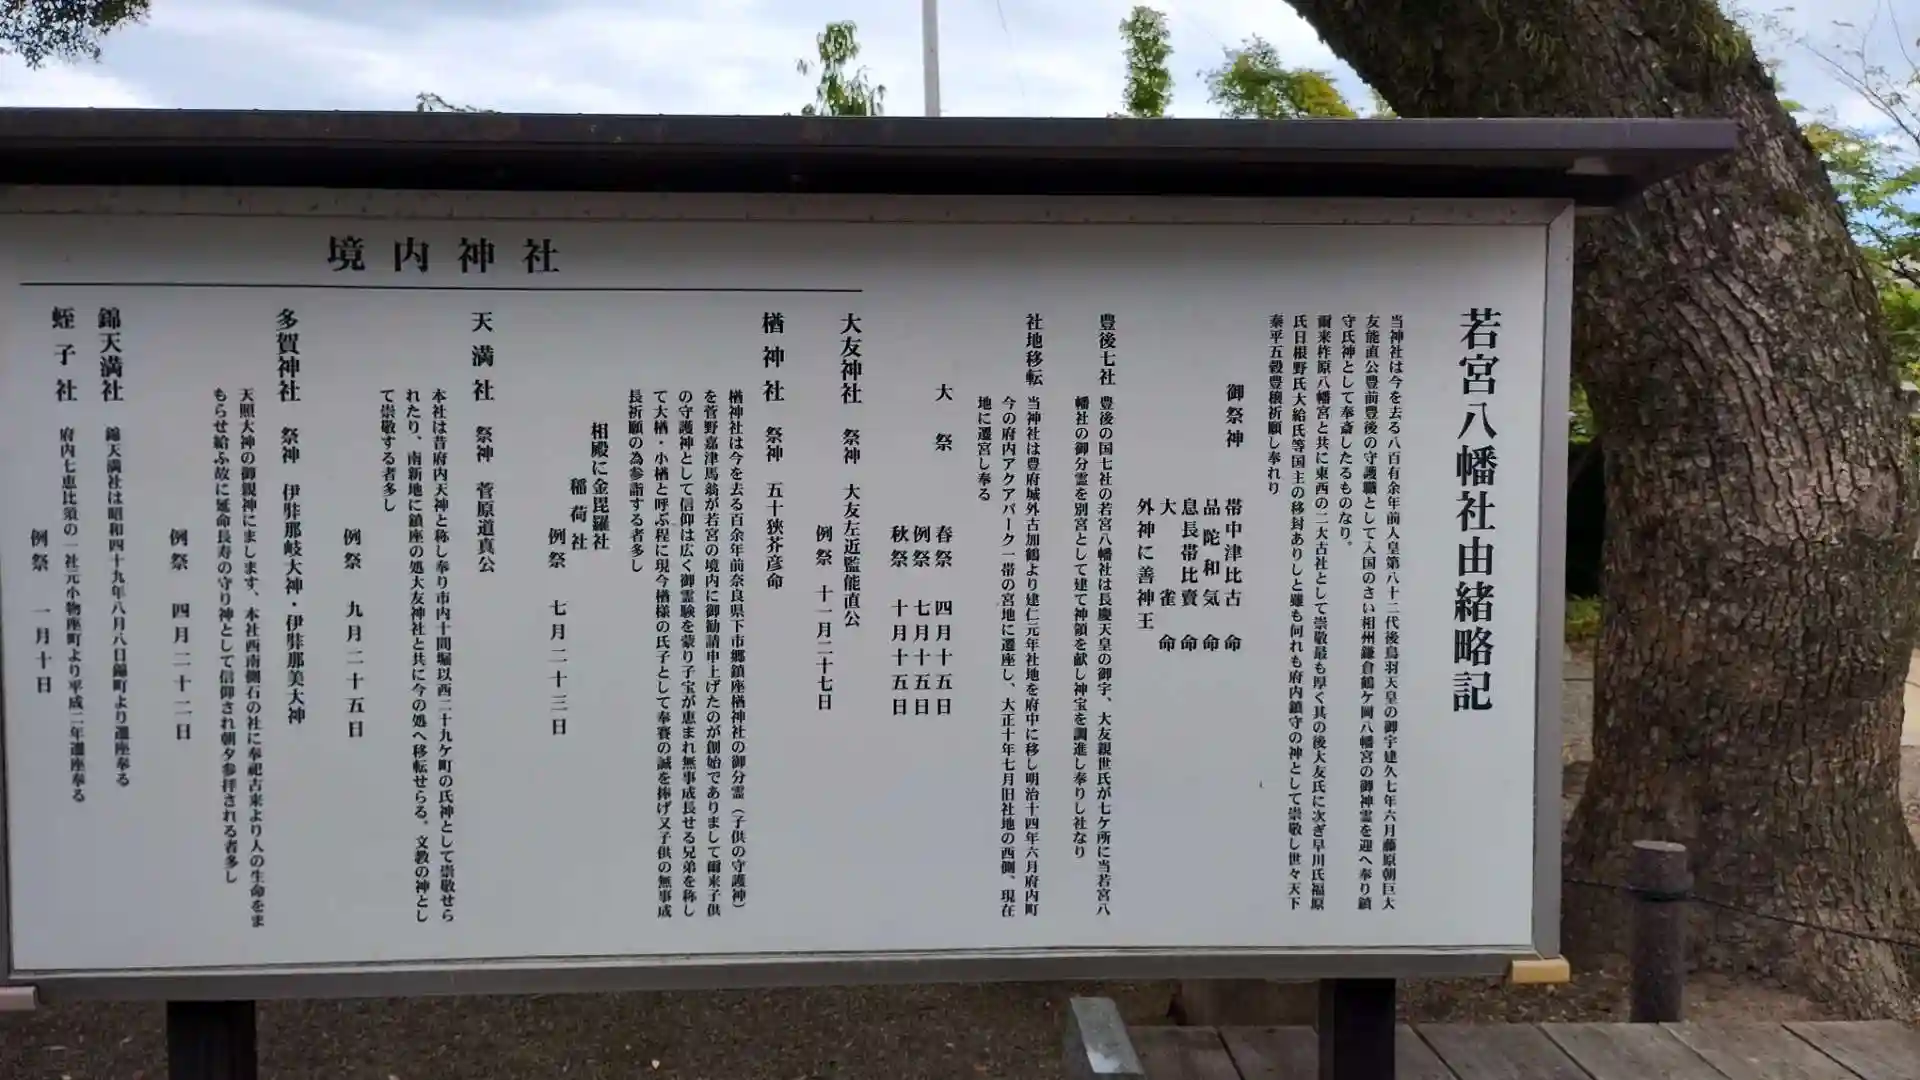 若宮八幡社由緒略記
当神社は今を去る八百有余年前人皇第八十二代後鳥羽天皇の御宇建久七年六月藤原朝巨大
友能直公豊前豊後の守護職として入国のさい相州鎌倉鶴ケ岡八幡宮の御神霊を迎へ奉り鎮
守氏神として奉斎したるものなり。
爾来柞原八幡宮と共に東西の二大古社として崇敬最も厚く其の後大友氏に次ぎ早川氏福原
氏日根野氏大給氏等国主の移封ありしと雖も何れも府内鎮守の神として崇敬し世々天下
泰平五穀豊穣祈願し奉れり
御祭神
帯中津比古命
品陀和気命
息長帯比賣命
大雀命
外神に善神王
豊後七社 豊後の国七社の若宮八幡社は長慶天皇の御宇、大友親世氏が七ケ所に当若宮八
幡社の御分霊を別宮として建て神領を献し神宝を調進し奉りし社なり
社地移転 当神社は豊府城外古加鶴より建仁元年社地を府中に移し明治十四年六月府内町
今の府内アクアパーク一帯の宮地に遷座し、大正十年七月旧社地の西側、現在
地に遷宮し奉る
大祭
春祭 四月十五日
例祭 七月十五日
秋祭 十月十五日
境内神社
大友神社 祭神 大友左近監能直公
例祭 十一月二十七日
楢神社 祭神 五十狹芥彦命
楢神社は今を去る百余年前奈良県下市郷鎮座楢神社の御分霊(子供の守護神)
を菅野嘉津馬翁が若宮の境内に御勧請申上げたのが創始でありまして爾来子供
の守護神として信仰は広く御霊験を蒙り子宝が恵まれ無事成長せる兄弟を称し
て大楢・小楢と呼ぶ程に現今楢様の氏子として奉賽の誠を捧げ又子供の無事成
長祈願の為参詣する者多し
相殿に金毘羅社
稲荷社
例祭 七月二十三日
天満社 祭神 菅原道真公
本社は昔府内天神と称し奉り市内十間堀以西二十九ケ町の氏神として崇敬せら
れたり、南新地に鎮座の処大友神社と共に今の処へ移転せらる。文教の神とし
て崇敬する者多し
例祭 九月二十五日
多賀神社 祭神 伊弉那岐大神・伊弉那美大神
天照大神の御親神にまします、本社西南側石の社に奉祀古来より人の生命をま
もらせ給ふ故に延命長寿の守り神として信仰され朝夕参拝される者多し
例祭 四月二十二日
錦天満社 錦天満社は昭和四十九年八月八日錦町より遷座奉る
蛭子社 府内七恵比須の一社元小物座町より平成二年遷座奉る
例祭 一月十日